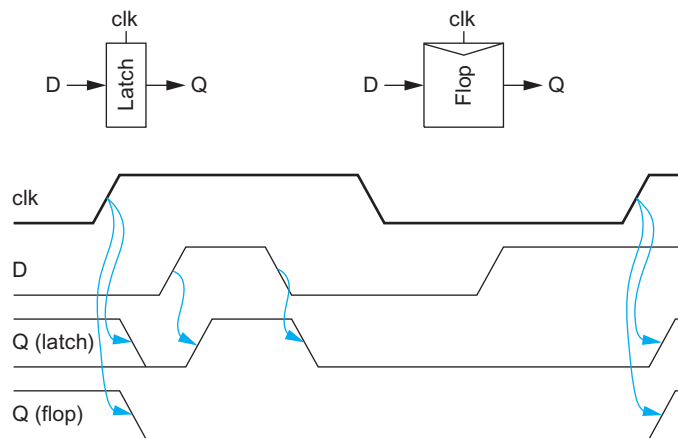 clk
clk
D
Latch
Q
D
Flop
Q
clk
D
Q (latch)
Q (flop)